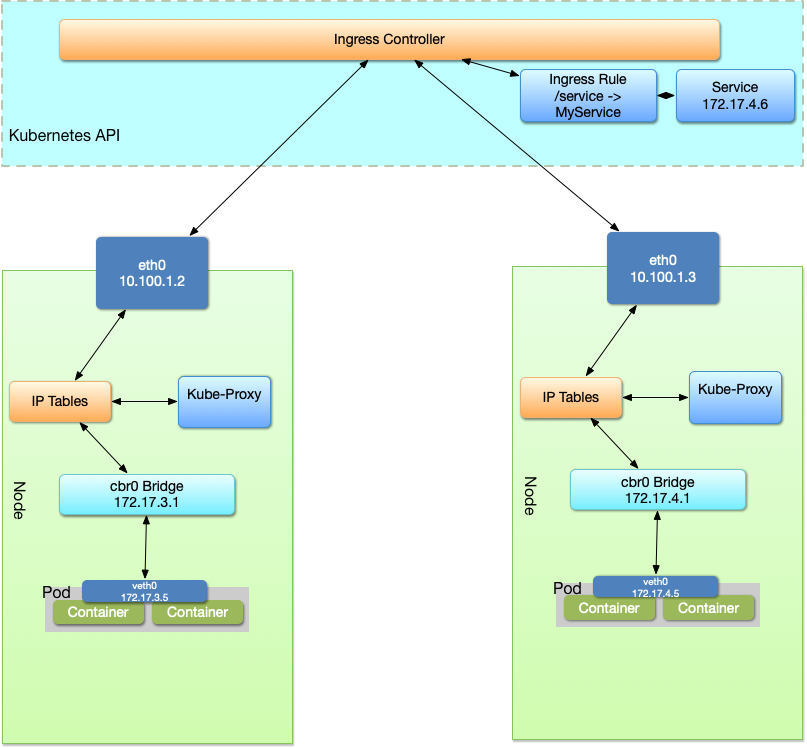 Ingress Controller
Ingress Rule
/service ->
MyService
Service
172.17.4.6
Kubernetes API
eth0
10.100.1.2
IP Tables
Kube-Proxy
cbr0 Bridge
172.17.3.1
Node
Pod
veth0
172.17.3.5
Container
Container
eth0
10.100.1.3
IP Tables
Kube-Proxy
cbr0 Bridge
172.17.4.1
Node
Pod
veth0
172.17.4.5
Container
Container